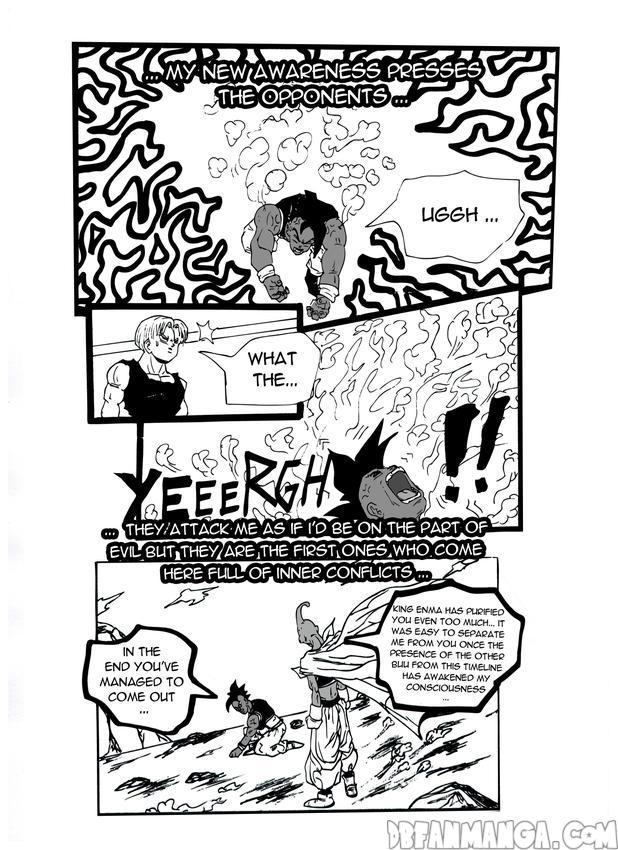 ... MY NEW AWARENESS PRESSES
THE OPPONENTS ...
UGGH ...
WHAT
THE...
YEEERGH!!
... THEY ATTACK ME AS IF I'D BE ON THE PART OF
EVIL BUT THEY ARE THE FIRST ONES WHO COME
HERE FULL OF INNER CONFLICTS ...
IN THE
END YOU'VE
MANAGED TO
COME OUT
...
KING ENMA HAS PURIFIED
YOU EVEN TOO MUCH... IT
WAS EASY TO SEPARATE
ME FROM YOU ONCE THE
PRESENCE OF THE OTHER
BUU FROM THIS TIMELINE
HAS AWAKENED MY
CONSCIOUSNESS
...
DBFANMANGA.COM